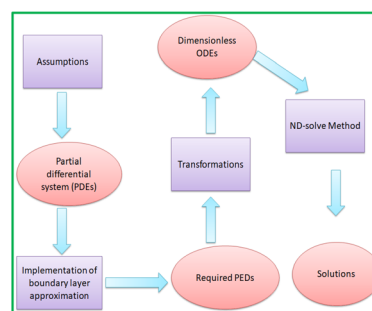 Assumptions
Partial
differential
system (PDEs)
Implementation of
boundary layer
approximation
Required PEDs
Transformations
Dimensionless
ODEs
ND-solve Method
Solutions